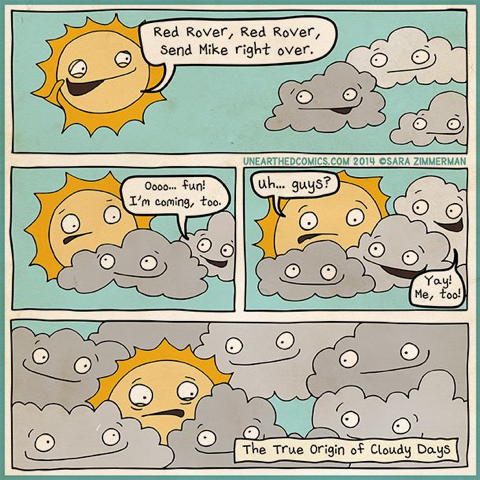 Red Rover, Red Rover,
Send Mike right over.
UNEARTHEDCOMICS.COM 2014 ©SARA ZIMMERMAN
Oooo... fun!
I'm coming, too.
uh... guys?
Yay!
Me, too!
The True Origin of Cloudy Days